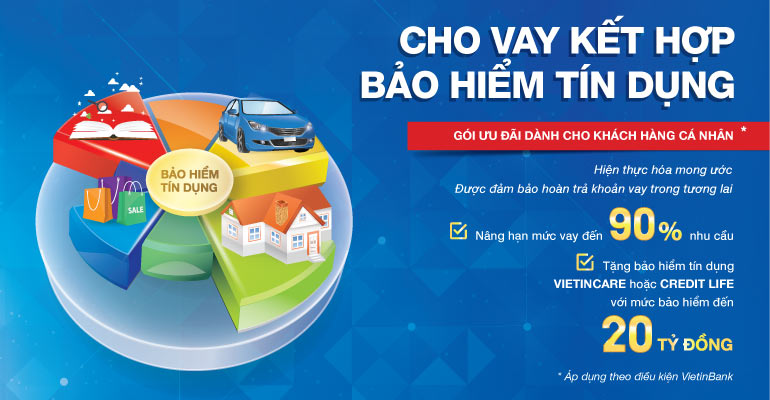 CHO VAY KẾT HỢP
BẢO HIỂM TÍN DỤNG
GÓI ƯU ĐÃI DÀNH CHO KHÁCH HÀNG CÁ NHÂN *
Hiện thực hóa mong ước
Được đảm bảo hoàn trả khoản vay trong tương lai
Nâng hạn mức vay đến 90% nhu cầu
Tặng bảo hiểm tín dụng
VIETINCARE hoặc CREDIT LIFE
với mức bảo hiểm đến
20 TỶ ĐỒNG
* Áp dụng theo điều kiện VietinBank
BẢO HIỂM
TÍN DỤNG
SALE